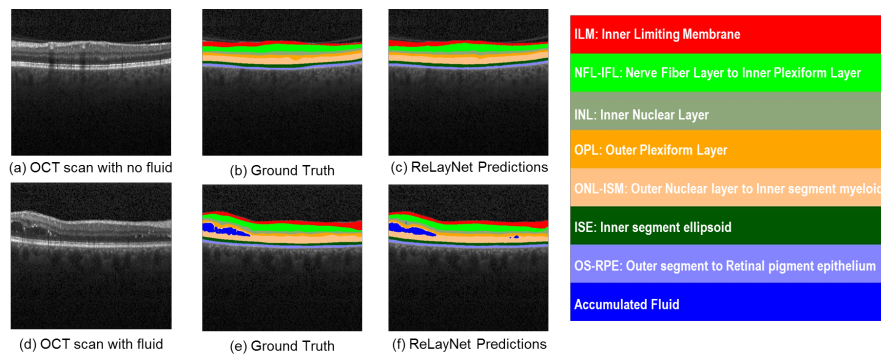 (a) OCT scan with no fluid
(b) Ground Truth
(c) ReLayNet Predictions
(d) OCT scan with fluid
(e) Ground Truth
(f) ReLayNet Predictions
ILM: Inner Limiting Membrane
NFL-IFL: Nerve Fiber Layer to Inner Plexiform Layer
INL: Inner Nuclear Layer
OPL: Outer Plexiform Layer
ONL-ISM: Outer Nuclear layer to Inner segment myeloid
ISE: Inner segment ellipsoid
OS-RPE: Outer segment to Retinal pigment epithelium
Accumulated Fluid